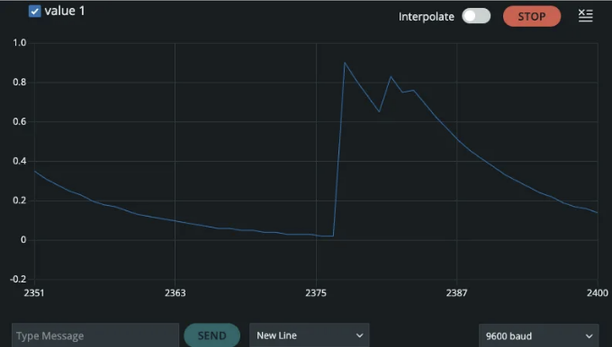 value 1
Interpolate
STOP
1.0
0.8
0.6
0.4
0.2
0
-0.2
2351 2363 2375 2387 2400
Type Message
SEND
New Line
9600 baud